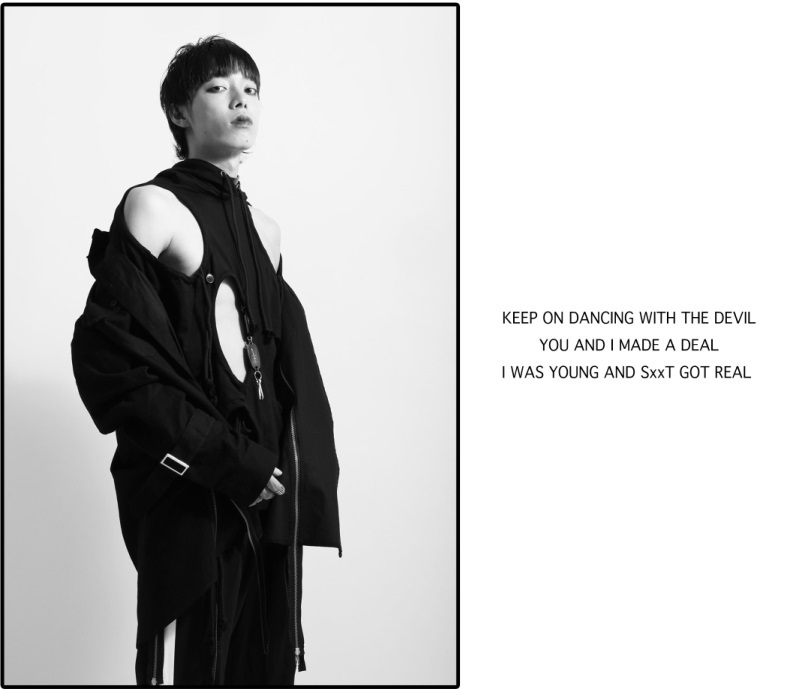 KEEP ON DANCING WITH THE DEVIL
YOU AND I MADE A DEAL
I WAS YOUNG AND SxxT GOT REAL